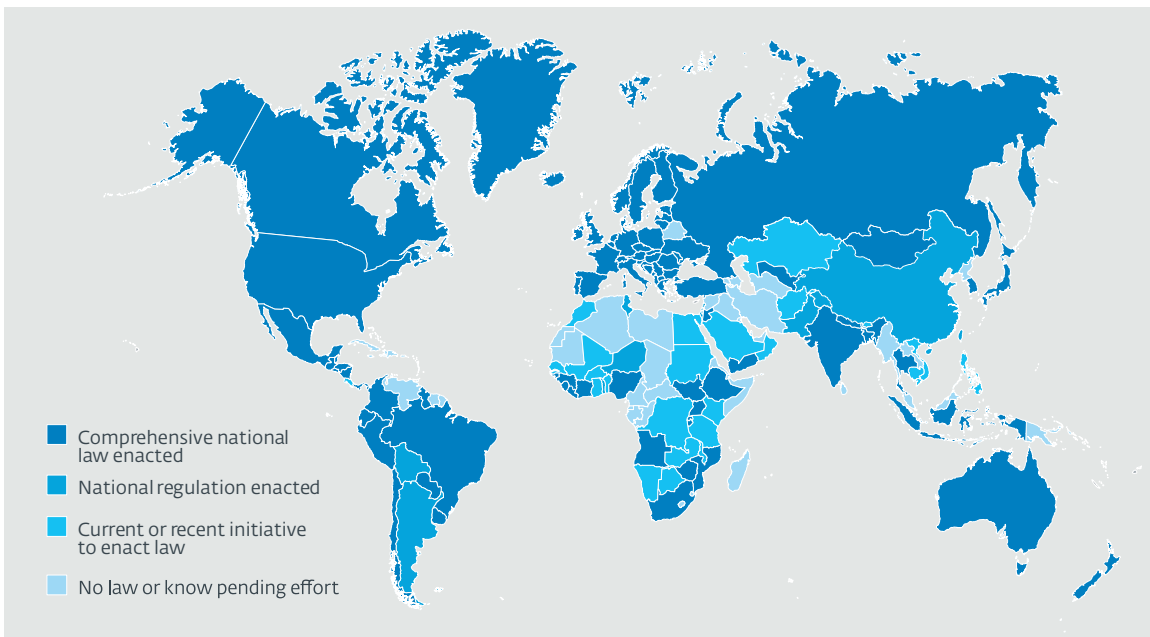 Comprehensive national
law enacted
National regulation enacted
Current or recent initiative
to enact law
No law or know pending effort